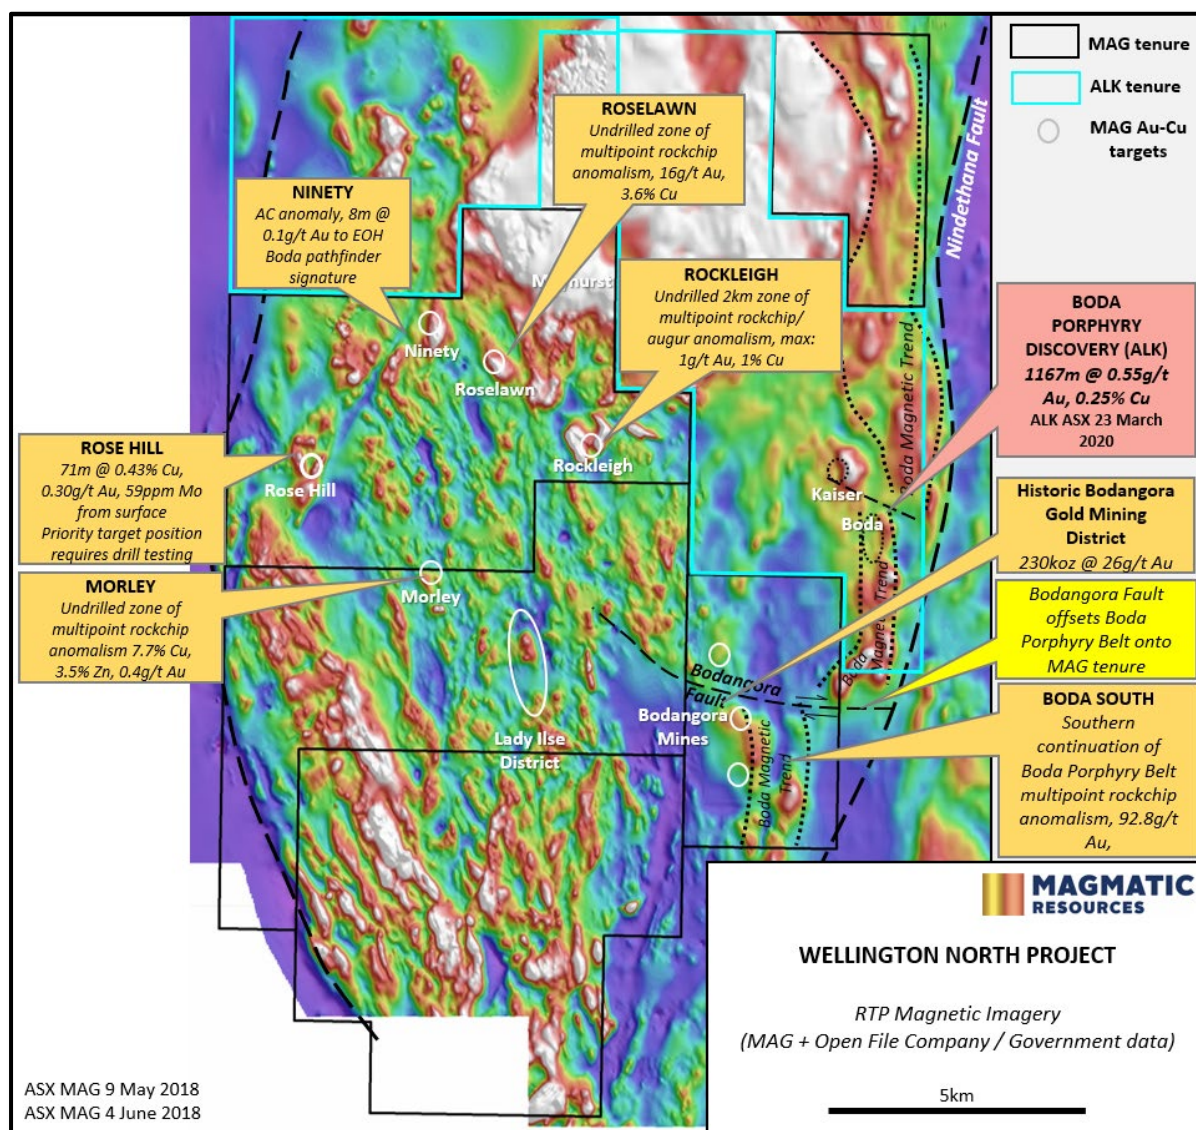 MAG tenure
ALK tenure
MAG Au-Cu
targets
Nindethana Fault
ROSELAWN
Undrilled zone of
multipoint rockchip
anomalism, 16g/t Au,
3.6% Cu
NINETY
AC anomaly, 8m @
0.1g/t Au to EOH
Boda pathfinder
signature
ROCKLEIGH
Undrilled 2km zone of
multipoint rockchip/
augur anomalism, max:
1g/t Au, 1% Cu
BODA
PORPHYRY
DISCOVERY (ALK)
1167m @ 0.55g/t
Au, 0.25% Cu
ALK ASX 23 March
2020
Ninety
Roselawn
Boda Magnetic Trend
ROSE HILL
71m @ 0.43% Cu,
0.30g/t Au, 59ppm Mo
from surface
Priority target position
requires drill testing
Rose Hill
Rockleigh
Kaiser
Boda
Historic Bodangora
Gold Mining
District
230koz @ 26g/t Au
MORLEY
Undrilled zone of
multipoint rockchip
anomalism 7.7% Cu,
3.5% Zn, 0.4g/t Au
Morley
Boda
Magnetic Trend
Bodangora Fault
offsets Boda
Porphyry Belt onto
MAG tenure
Bodangora
Fault
Bodangora
Mines
Lady Ilse
District
Boda Magnetic
Trend
BODA SOUTH
Southern
continuation of
Boda Porphyry Belt
multipoint rockchip
anomalism, 92.8g/t
Au,
MAGMATIC
RESOURCES
WELLINGTON NORTH PROJECT
RTP Magnetic Imagery
(MAG + Open File Company / Government data)
5km
ASX MAG 9 May 2018
ASX MAG 4 June 2018